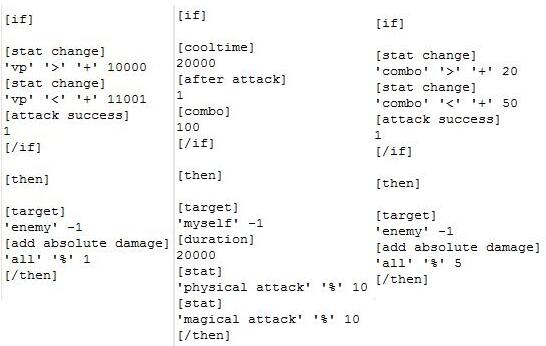 [if]
[stat change]
'vp' '>' '+' 10000
[stat change]
'vp' '<' '+' 11001
[attack success]
1
[/if]
[then]
[target]
'enemy' -1
[add absolute damage]
'all' '%' 1
[/then]
[if]
[cooltime]
20000
[after attack]
1
[combo]
100
[/if]
[then]
[target]
'myself' -1
[duration]
20000
[stat]
'physical attack' '%' 10
[stat]
'magical attack' '%' 10
[/then]
[if]
[stat change]
'combo' '>' '+' 20
[stat change]
'combo' '<' '+' 50
[attack success]
1
[/if]
[then]
[target]
'enemy' -1
[add absolute damage]
'all' '%' 5
[/then]